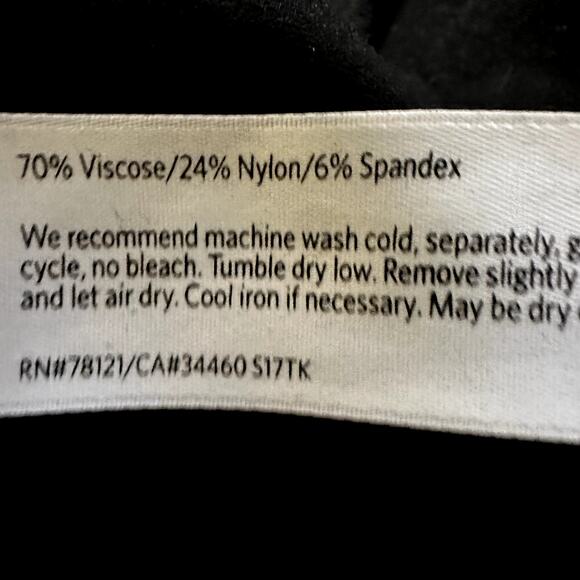 70% Viscose/24% Nylon/6% Spandex
We recommend machine wash cold, separately, g
cycle, no bleach. Tumble dry low. Remove slightly
and let air dry. Cool iron if necessary. May be dry
RN#78121/CA#34460 S17TK